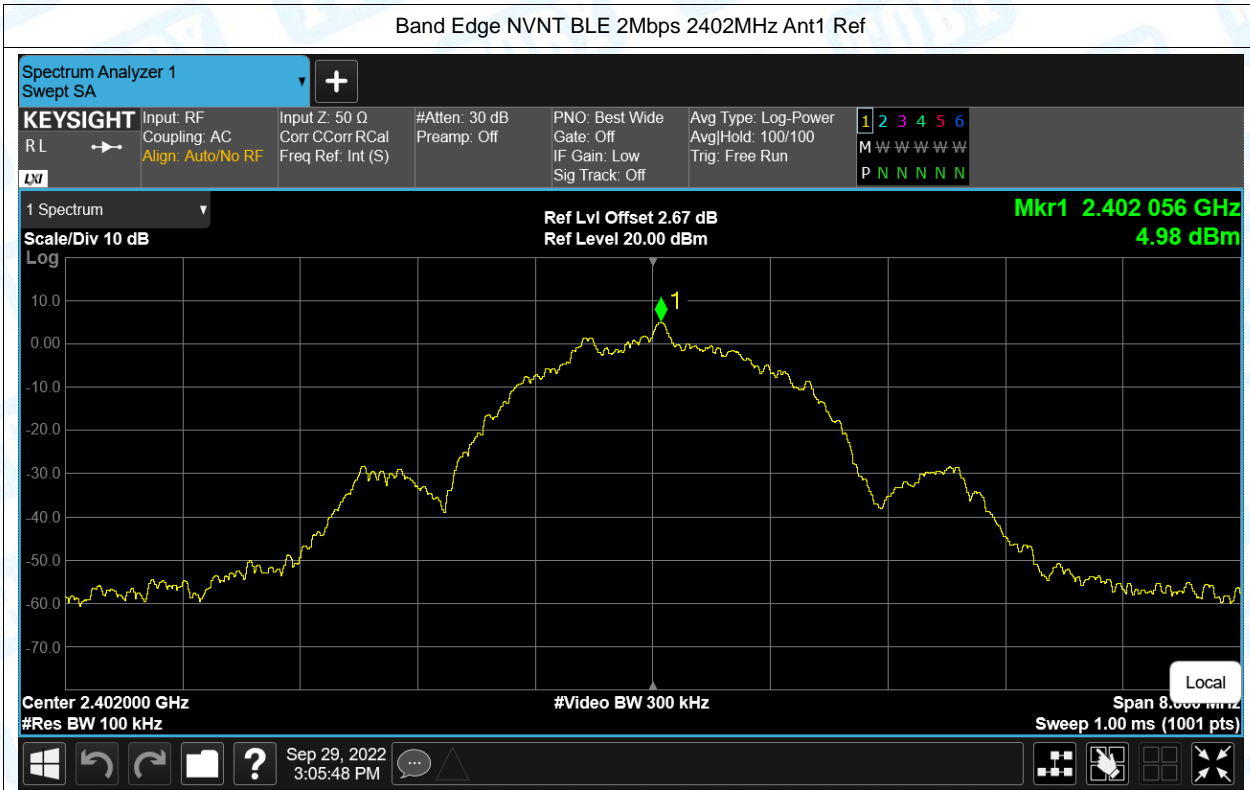 Band Edge NVNT BLE 2Mbps 2402MHz Ant1 Ref
Spectrum Analyzer 1
Swept SA
KEYSIGHT
RL
LXI
Input: RF
Coupling: AC
Align: Auto/No RF
Input Z: 50 Ω
Corr CCorr RCal
Freq Ref: Int (S)
#Atten: 30 dB
Preamp: Off
PNO: Best Wide
Gate: Off
IF Gain: Low
Sig Track: Off
Avg Type: Log-Power
Avg|Hold: 100/100
Trig: Free Run
1 2 3 4 5 6
M W W W W W
P N N N N N
1 Spectrum
Scale/Div 10 dB
Ref Lvl Offset 2.67 dB
Ref Level 20.00 dBm
Mkr1 2.402 056 GHz
4.98 dBm
Log
10.0
0.00
-10.0
-20.0
-30.0
-40.0
-50.0
-60.0
-70.0
1
Center 2.402000 GHz
#Res BW 100 kHz
#Video BW 300 kHz
Local
Span 8.000 MHz
Sweep 1.00 ms (1001 pts)
?
Sep 29, 2022
3:05:48 PM